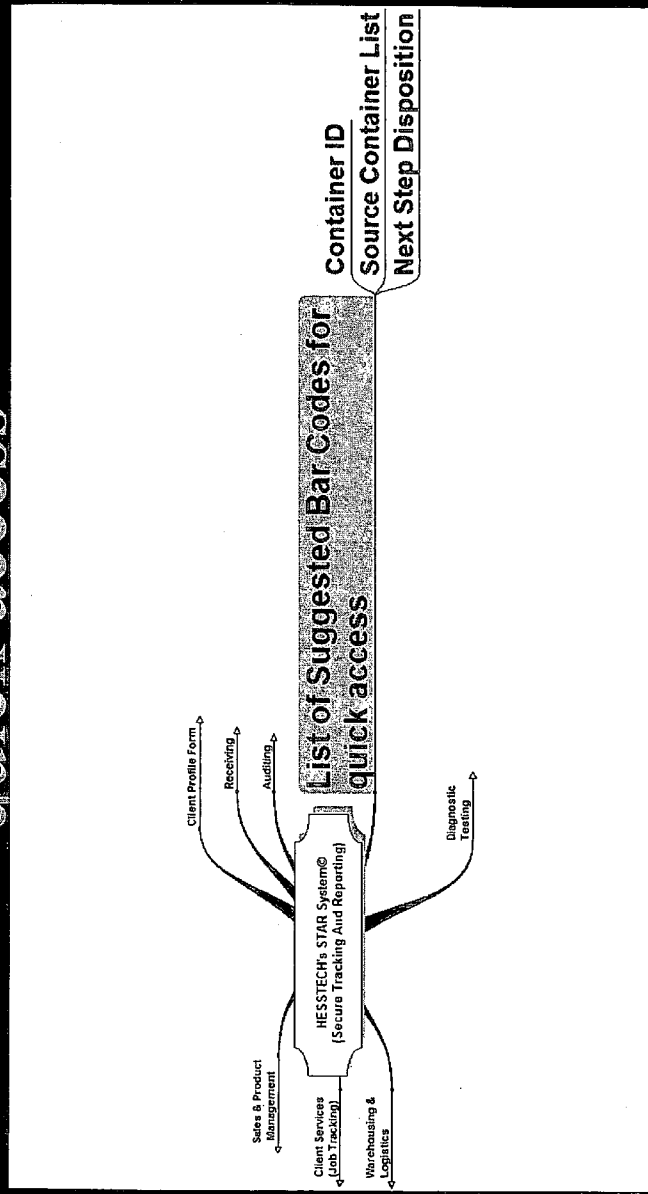 Client Profile Form
Receiving
Auditing
Sales & Product
Management
HESSTECH's STAR System©
(Secure Tracking And Reporting)
Client Services
(Job Tracking)
Warehousing &
Logistics
Diagnostic
Testing
List of Suggested Bar Codes for
quick access
Container ID
Source Container List
Next Step Disposition